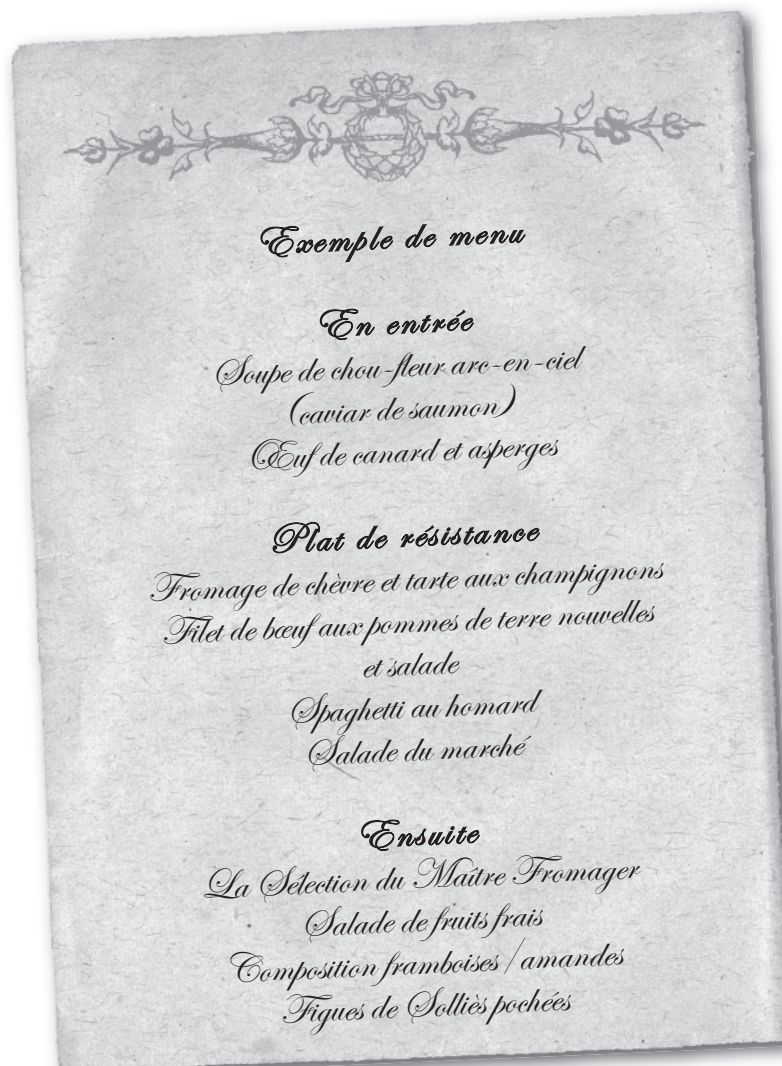 Exemple de menu
En entrée
Soupe de chou-fleur arc-en-ciel
(caviar de saumon)
Œuf de canard et asperges
Plat de résistance
Fromage de chèvre et tarte aux champignons
Filet de bœuf aux pommes de terre nouvelles
et salade
Spaghetti au homard
Salade du marché
Ensuite
La Sélection du Maître Fromager
Salade de fruits frais
Composition framboises / amandes
Figues de Solliès pochées